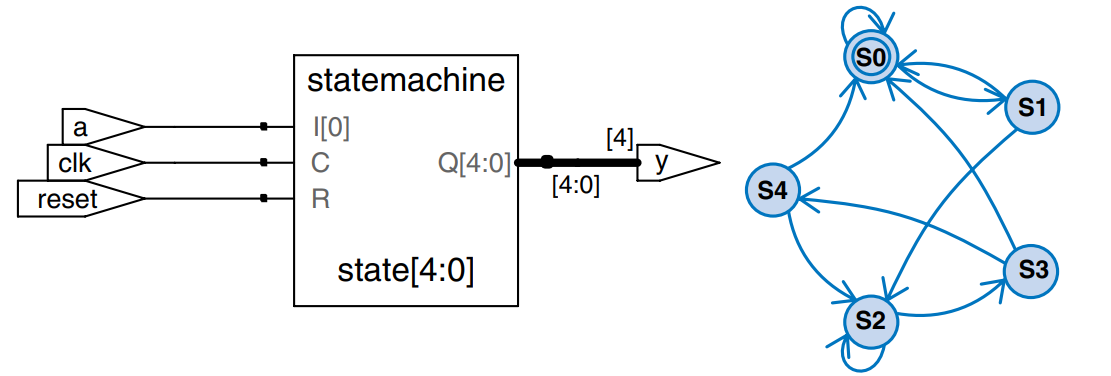 statemachine
a
I[0]
clk
C
Q[4:0]
[4]
[4:0]
y
reset
R
state[4:0]
S0
S1
S4
S3
S2